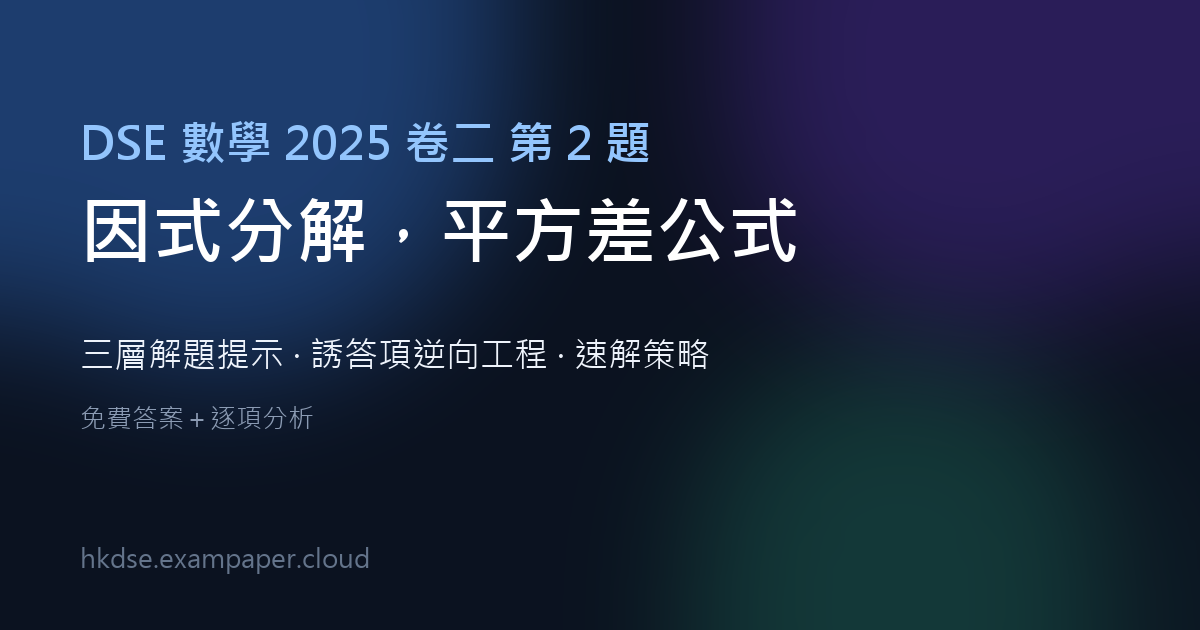 DSE 數學 2025 卷二 第 2 題
因式分解，平方差公式
三層解題提示 · 誘答項逆向工程 · 速解策略
免費答案 + 逐項分析
hkdse.exampaper.cloud